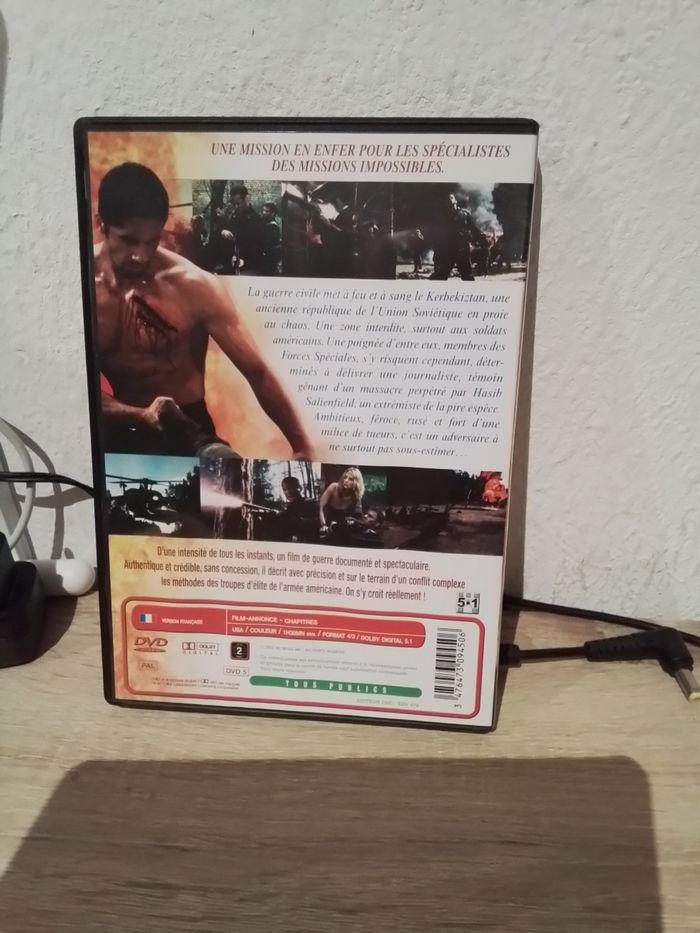 UNE MISSION EN ENFER POUR LES SPÉCIALISTES
DES MISSIONS IMPOSSIBLES.
La guerre civile met à feu et à sang le Kerbekiztan, une
ancienne république de l'Union Soviétique en proie
au chaos. Une zone interdite, surtout aux soldats
américains. Une poignée d'entre eux, membres des
Forces Spéciales, s'y risquent cependant, déter-
minés à délivrer une journaliste, témoin
gênant d'un massacre perpétré par Hasib
Salienfield, un extrémiste de la pire espèce.
Ambitieux, féroce, rusé et fort d'une
milice de tueurs, c'est un adversaire à
ne surtout pas sous-estimer...
D'une intensité de tous les instants, un film de guerre documenté et spectaculaire.
Authentique et crédible, sans concession, il décrit avec précision et sur le terrain d'un conflit complexe
les méthodes des troupes d'élite de l'armée américaine. On s'y croit réellement !
5.1
VERSION FRANÇAISE
FILM-ANNONCE - CHAPITRES
USA / COULEUR / 1H36MN env. / FORMAT 4/3 / DOLBY DIGITAL 5.1
DVD
DOLBY
DIGITAL
2
PAL
DVD 5
TOUS PUBLICS
3 476475 094506